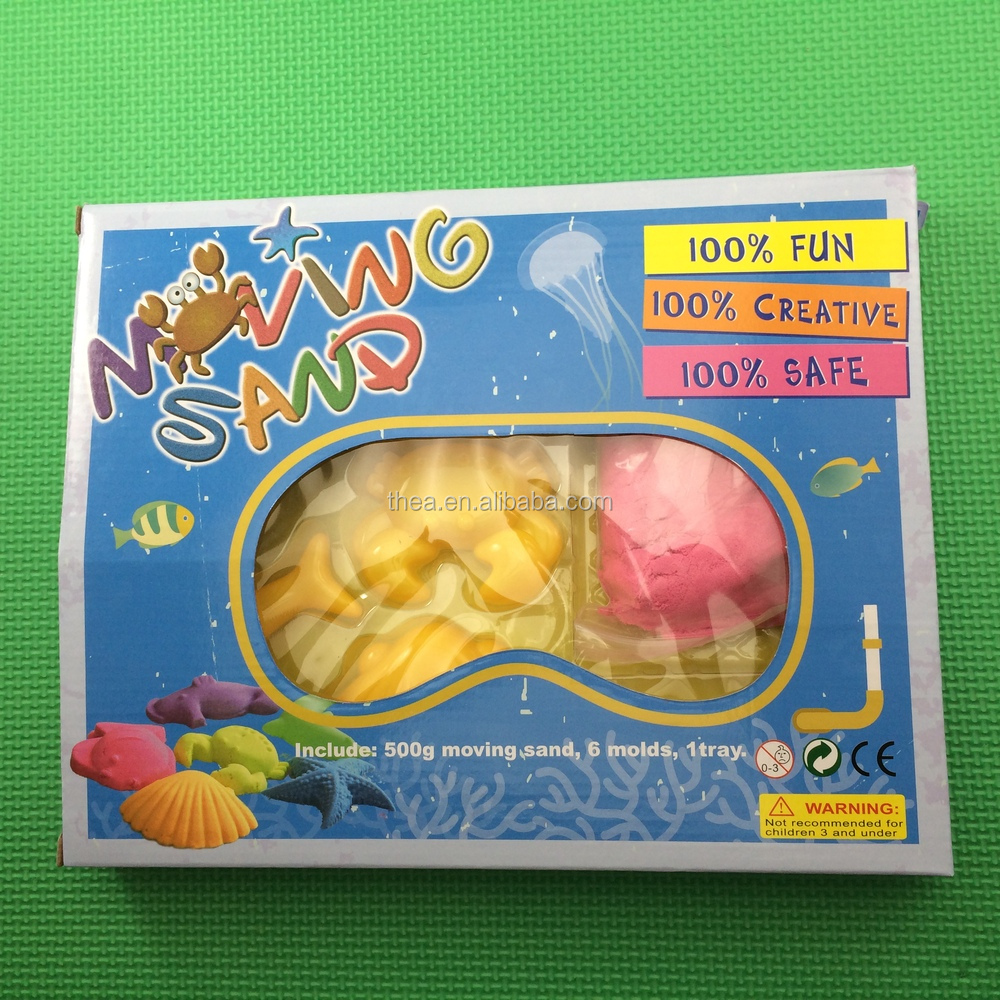 MOVING
SAND
100% FUN
100% CREATIVE
100% SAFE
thea.en.alibaba.com
Include: 500g moving sand, 6 molds, 1tray.
0-3
CE
WARNING:
Not recommended for
children 3 and under